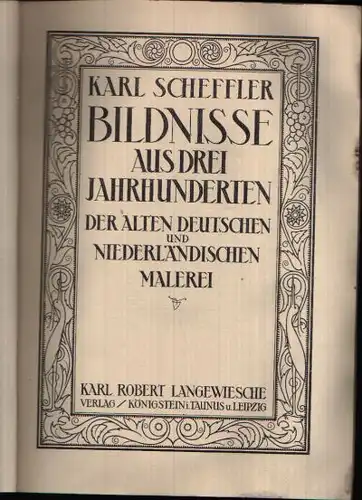 KARL SCHEFFLER
BILDNISSE
AUS DREI
JAHRHUNDERTEN
DER ALTEN DEUTSCHEN
UND
NIEDERLÄNDISCHEN
MALEREI
KARL ROBERT LANGEWIESCHE
VERLAG / KÖNIGSTEIN i. TAUNUS u. LEIPZIG